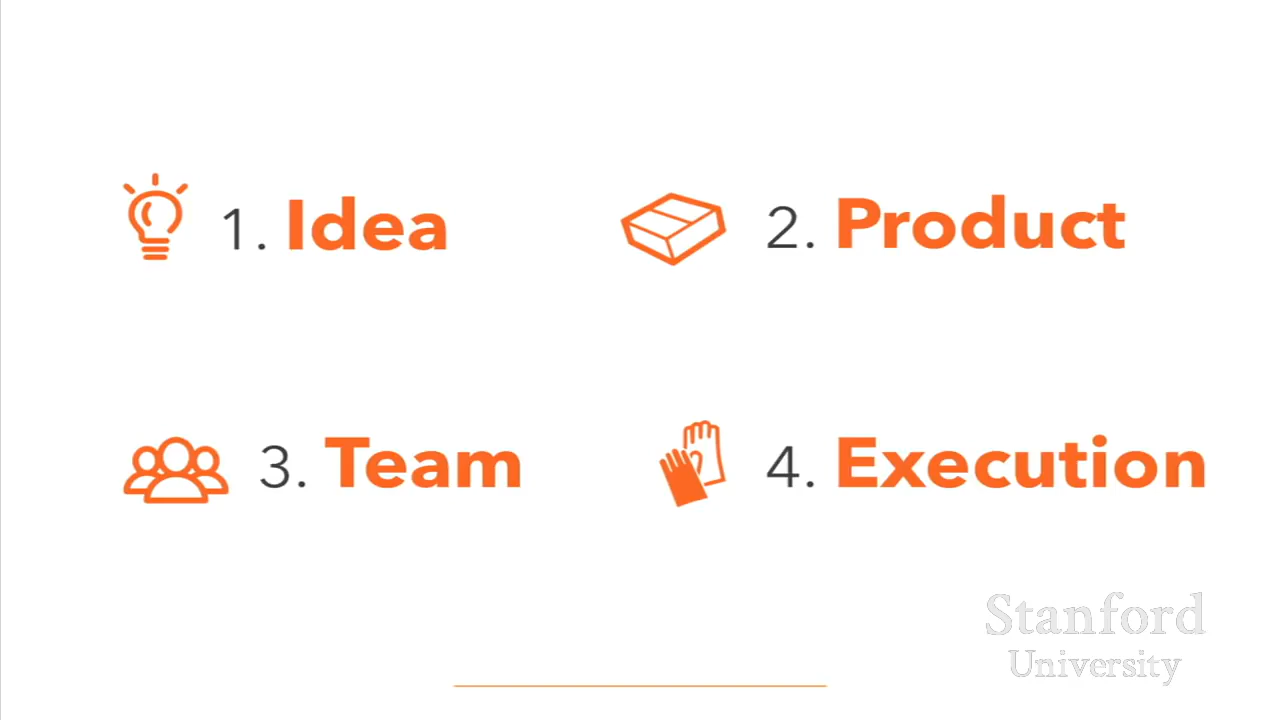 1. Idea
2. Product
3. Team
4. Execution
Stanford
University